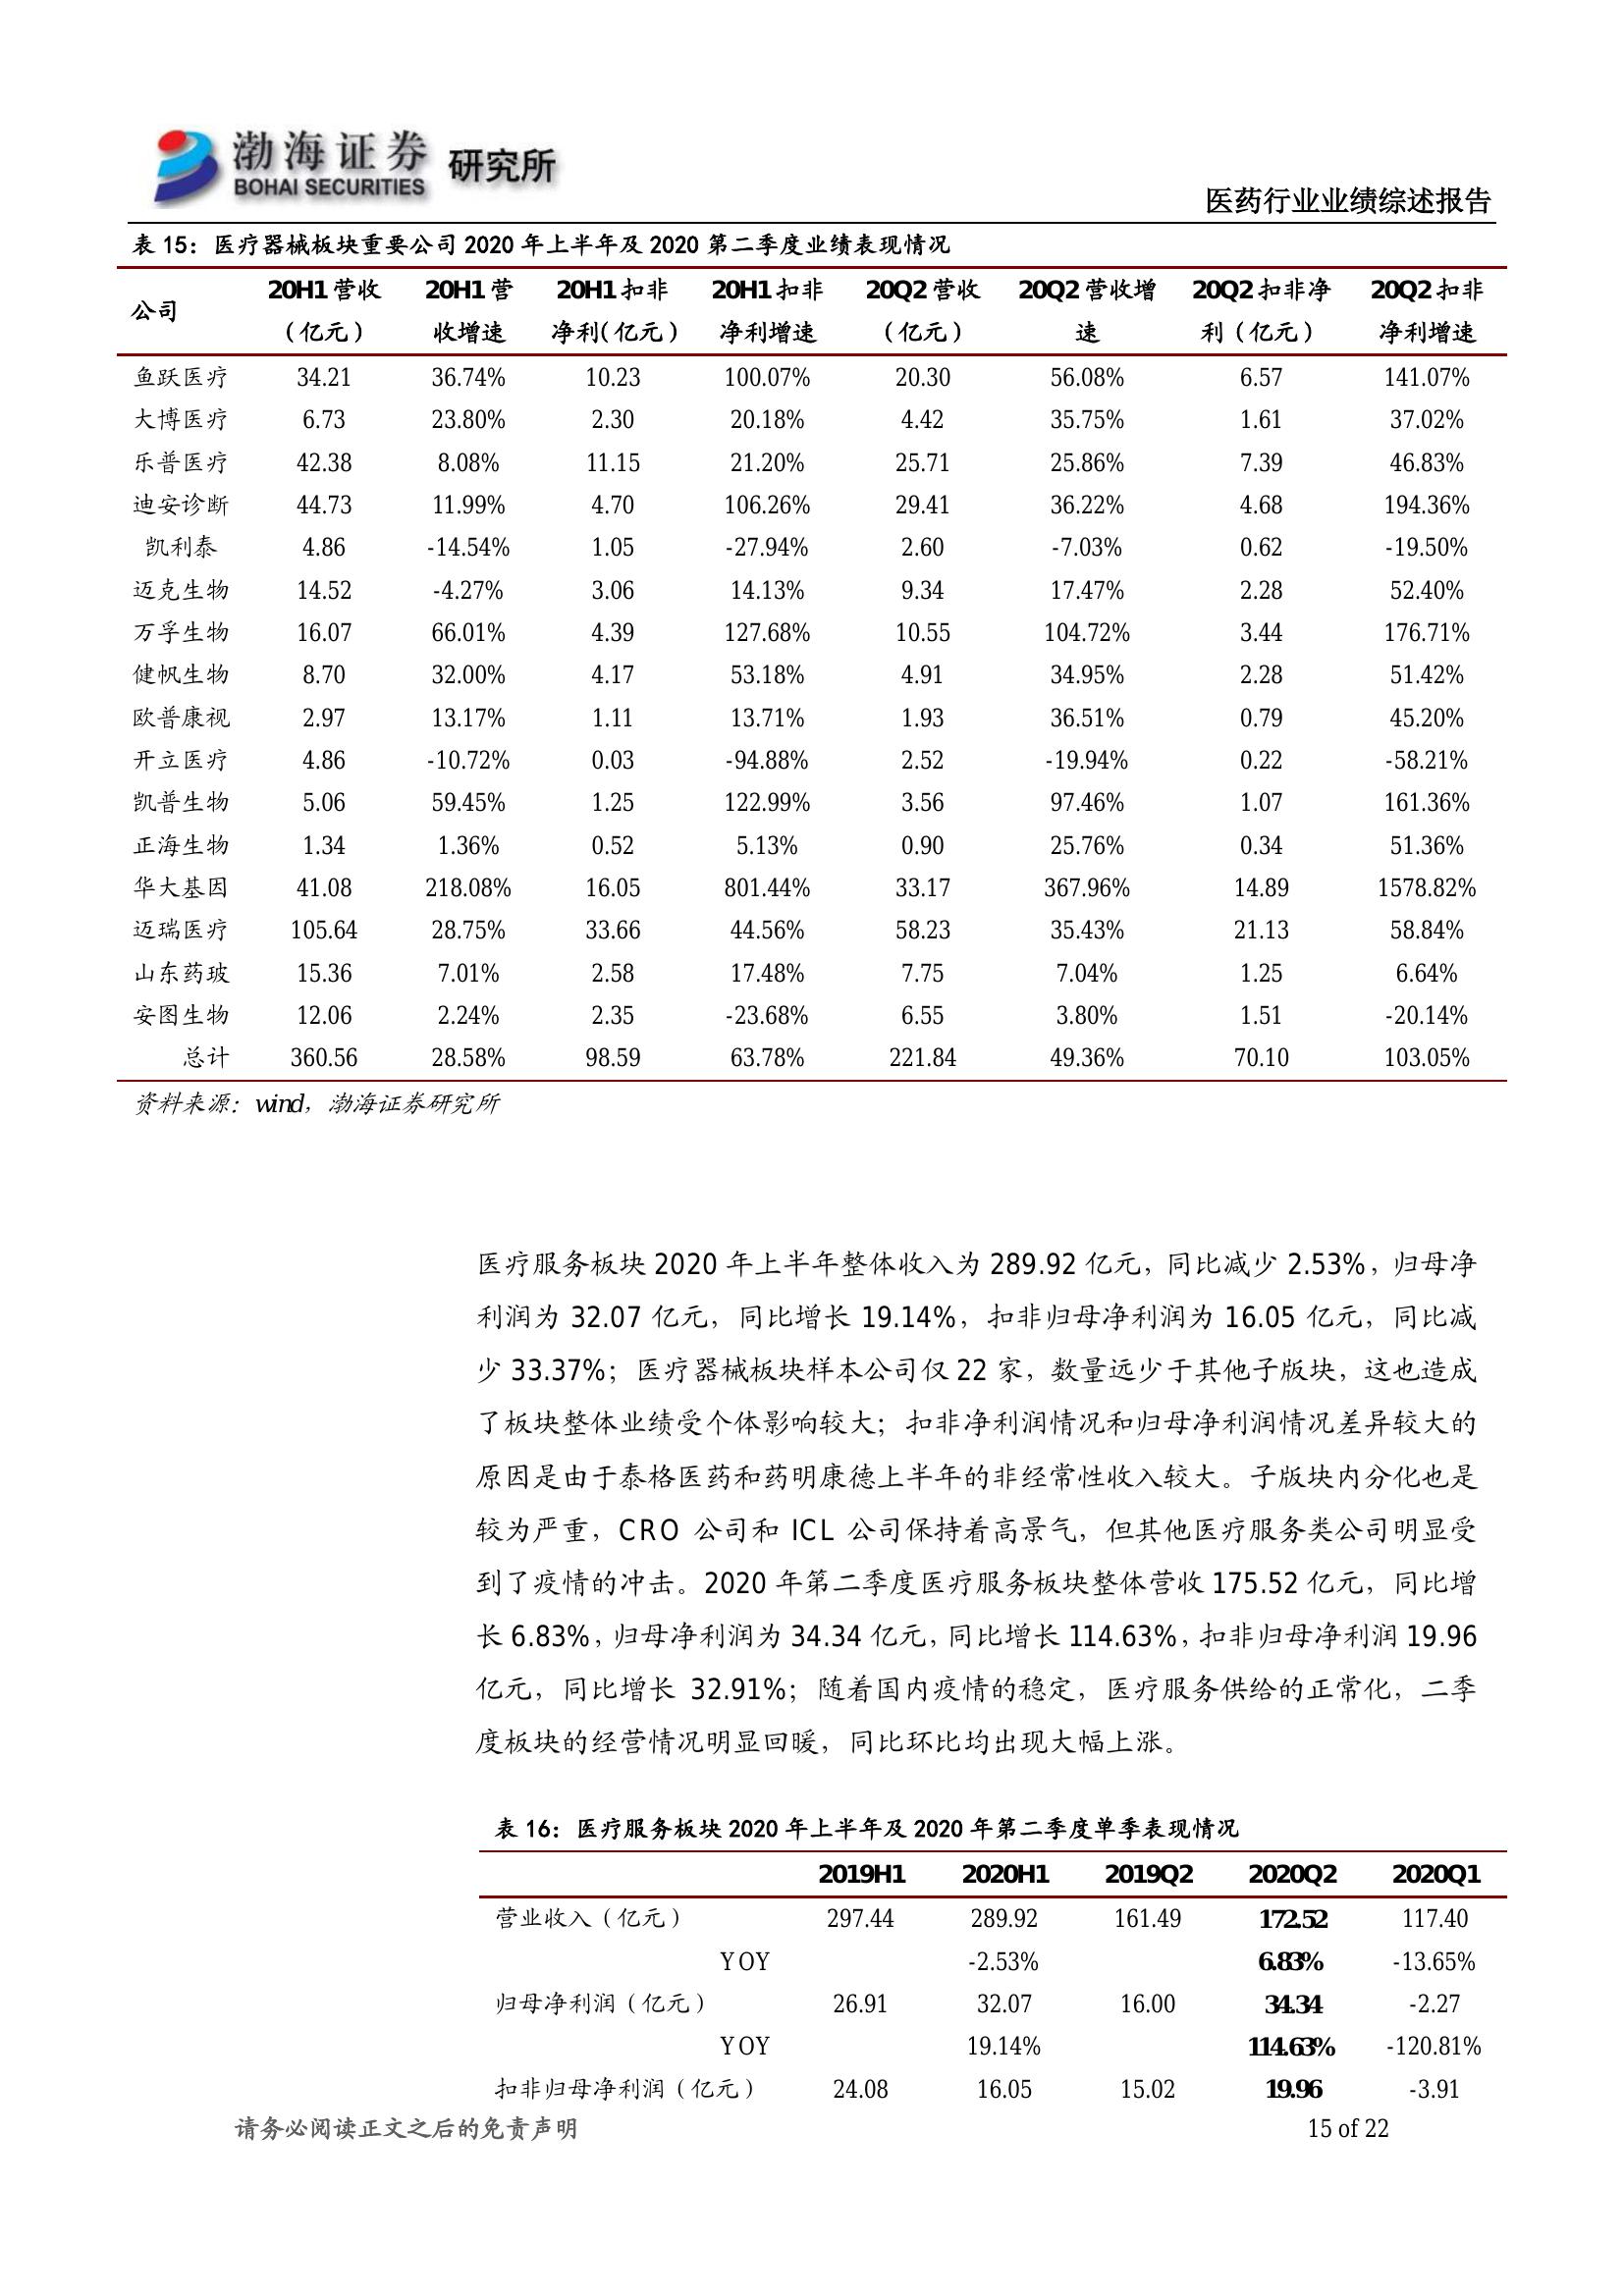 渤海证券 研究所
BOHAI SECURITIES
医药行业业绩综述报告
表 15：医疗器械板块重要公司 2020 年上半年及 2020 第二季度业绩表现情况
公司 20H1 营收（亿元） 20H1 营收增速 20H1 扣非净利(亿元) 20H1 扣非净利增速 20Q2 营收（亿元） 20Q2 营收增速 20Q2 扣非净利（亿元） 20Q2 扣非净利增速
鱼跃医疗 34.21 36.74% 10.23 100.07% 20.30 56.08% 6.57 141.07%
大博医疗 6.73 23.80% 2.30 20.18% 4.42 35.75% 1.61 37.02%
乐普医疗 42.38 8.08% 11.15 21.20% 25.71 25.86% 7.39 46.83%
迪安诊断 44.73 11.99% 4.70 106.26% 29.41 36.22% 4.68 194.36%
凯利泰 4.86 -14.54% 1.05 -27.94% 2.60 -7.03% 0.62 -19.50%
迈克生物 14.52 -4.27% 3.06 14.13% 9.34 17.47% 2.28 52.40%
万孚生物 16.07 66.01% 4.39 127.68% 10.55 104.72% 3.44 176.71%
健帆生物 8.70 32.00% 4.17 53.18% 4.91 34.95% 2.28 51.42%
欧普康视 2.97 13.17% 1.11 13.71% 1.93 36.51% 0.79 45.20%
开立医疗 4.86 -10.72% 0.03 -94.88% 2.52 -19.94% 0.22 -58.21%
凯普生物 5.06 59.45% 1.25 122.99% 3.56 97.46% 1.07 161.36%
正海生物 1.34 1.36% 0.52 5.13% 0.90 25.76% 0.34 51.36%
华大基因 41.08 218.08% 16.05 801.44% 33.17 367.96% 14.89 1578.82%
迈瑞医疗 105.64 28.75% 33.66 44.56% 58.23 35.43% 21.13 58.84%
山东药玻 15.36 7.01% 2.58 17.48% 7.75 7.04% 1.25 6.64%
安图生物 12.06 2.24% 2.35 -23.68% 6.55 3.80% 1.51 -20.14%
总计 360.56 28.58% 98.59 63.78% 221.84 49.36% 70.10 103.05%
资料来源：wind，渤海证券研究所
医疗服务板块 2020 年上半年整体收入为 289.92 亿元，同比减少 2.53%，归母净
利润为 32.07 亿元，同比增长 19.14%，扣非归母净利润为 16.05 亿元，同比减
少 33.37%；医疗器械板块样本公司仅 22 家，数量远少于其他子版块，这也造成
了板块整体业绩受个体影响较大；扣非净利润情况和归母净利润情况差异较大的
原因是由于泰格医药和药明康德上半年的非经常性收入较大。子版块内分化也是
较为严重，CRO 公司和 ICL 公司保持着高景气，但其他医疗服务类公司明显受
到了疫情的冲击。2020 年第二季度医疗服务板块整体营收 175.52 亿元，同比增
长 6.83%，归母净利润为 34.34 亿元，同比增长 114.63%，扣非归母净利润 19.96
亿元，同比增长 32.91%；随着国内疫情的稳定，医疗服务供给的正常化，二季
度板块的经营情况明显回暖，同比环比均出现大幅上涨。
表 16：医疗服务板块 2020 年上半年及 2020 年第二季度单季表现情况
2019H1 2020H1 2019Q2 2020Q2 2020Q1
营业收入（亿元） 297.44 289.92 161.49 172.52 117.40
YOY -2.53% 6.83% -13.65%
归母净利润（亿元） 26.91 32.07 16.00 34.34 -2.27
YOY 19.14% 114.63% -120.81%
扣非归母净利润（亿元） 24.08 16.05 15.02 19.96 -3.91
请务必阅读正文之后的免责声明 15 of 22